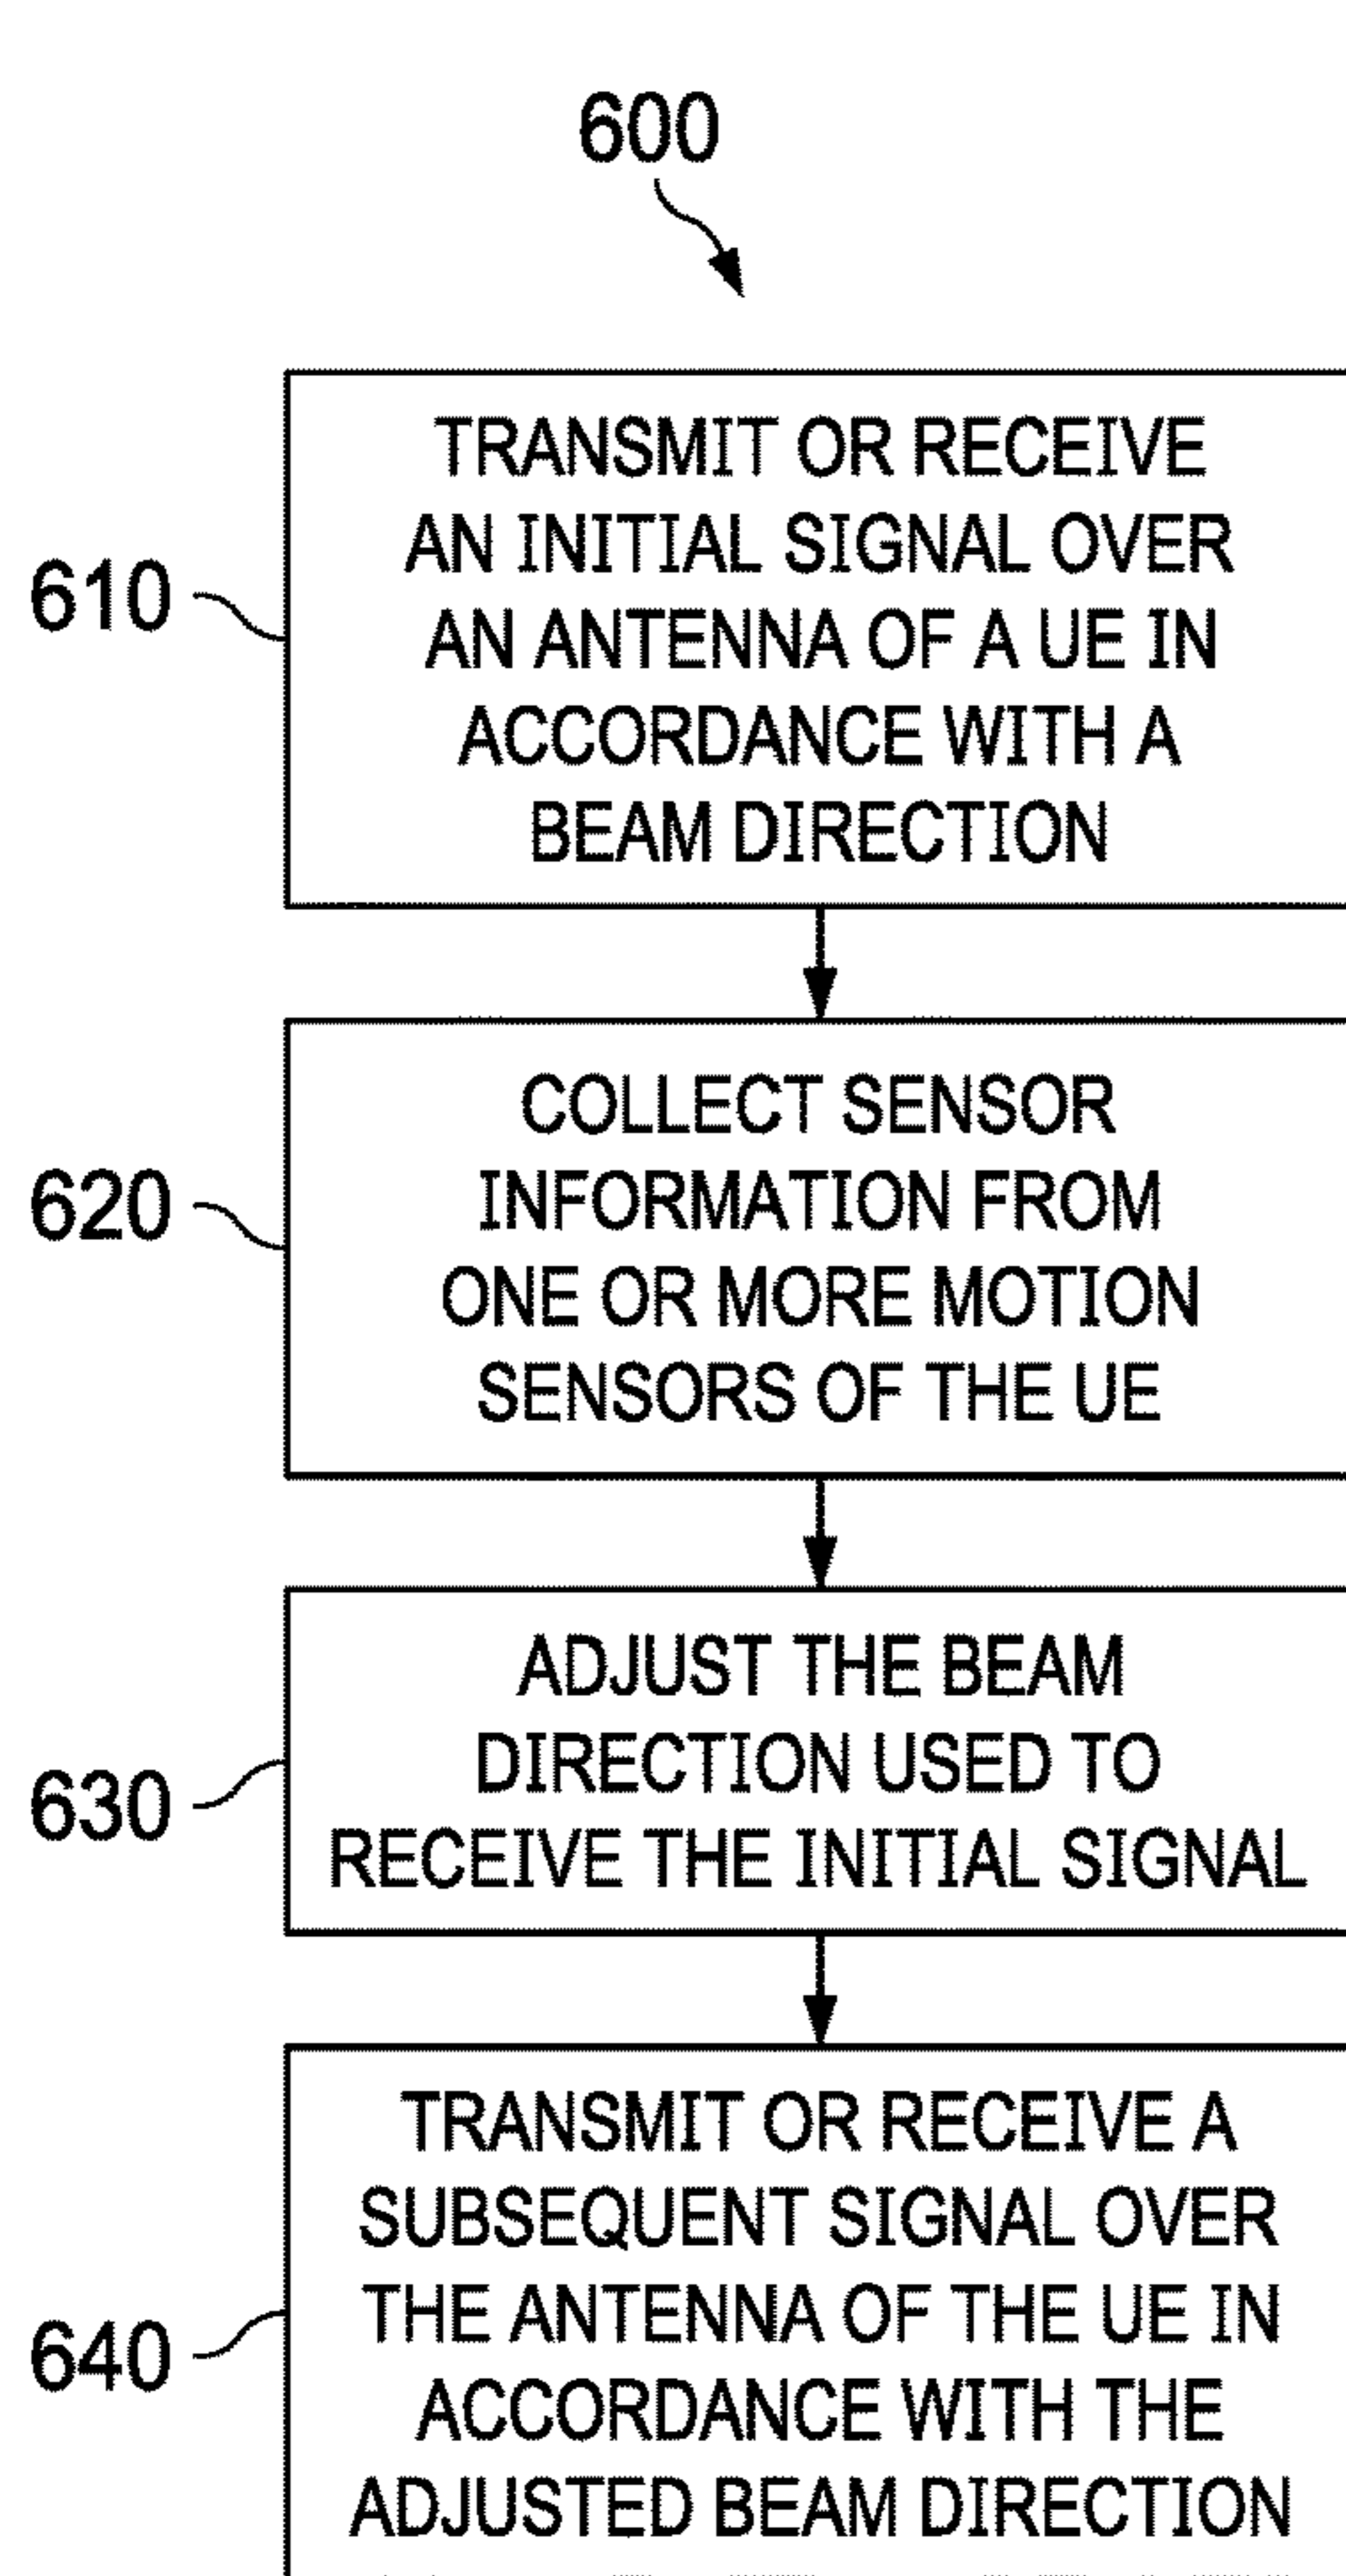 600
610
TRANSMIT OR RECEIVE
AN INITIAL SIGNAL OVER
AN ANTENNA OF A UE IN
ACCORDANCE WITH A
BEAM DIRECTION
620
COLLECT SENSOR
INFORMATION FROM
ONE OR MORE MOTION
SENSORS OF THE UE
630
ADJUST THE BEAM
DIRECTION USED TO
RECEIVE THE INITIAL SIGNAL
640
TRANSMIT OR RECEIVE A
SUBSEQUENT SIGNAL OVER
THE ANTENNA OF THE UE IN
ACCORDANCE WITH THE
ADJUSTED BEAM DIRECTION